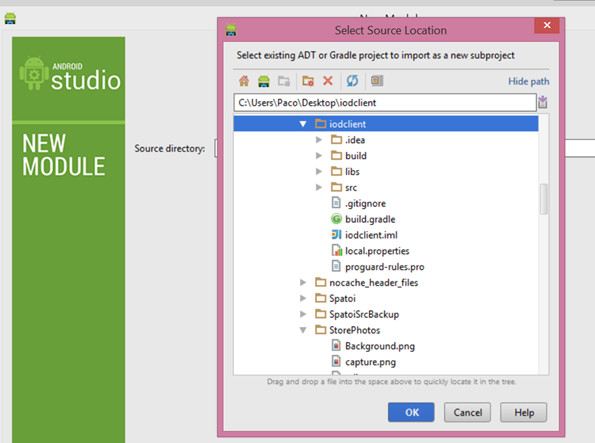 Select Source Location
Select existing ADT or Gradle project to import as a new subproject
Hide path
C:\Users\Paco\Desktop\iodclient
ANDROID
studio
NEW
MODULE
Source directory:
iodclient
.idea
build
libs
src
.gitignore
build.gradle
iodclient.iml
local.properties
proguard-rules.pro
nocache_header_files
Spatoi
SpatoiSrcBackup
StorePhotos
Background.png
capture.png
Drag and drop a file into the space above to quickly locate it in the tree.
OK
Cancel
Help